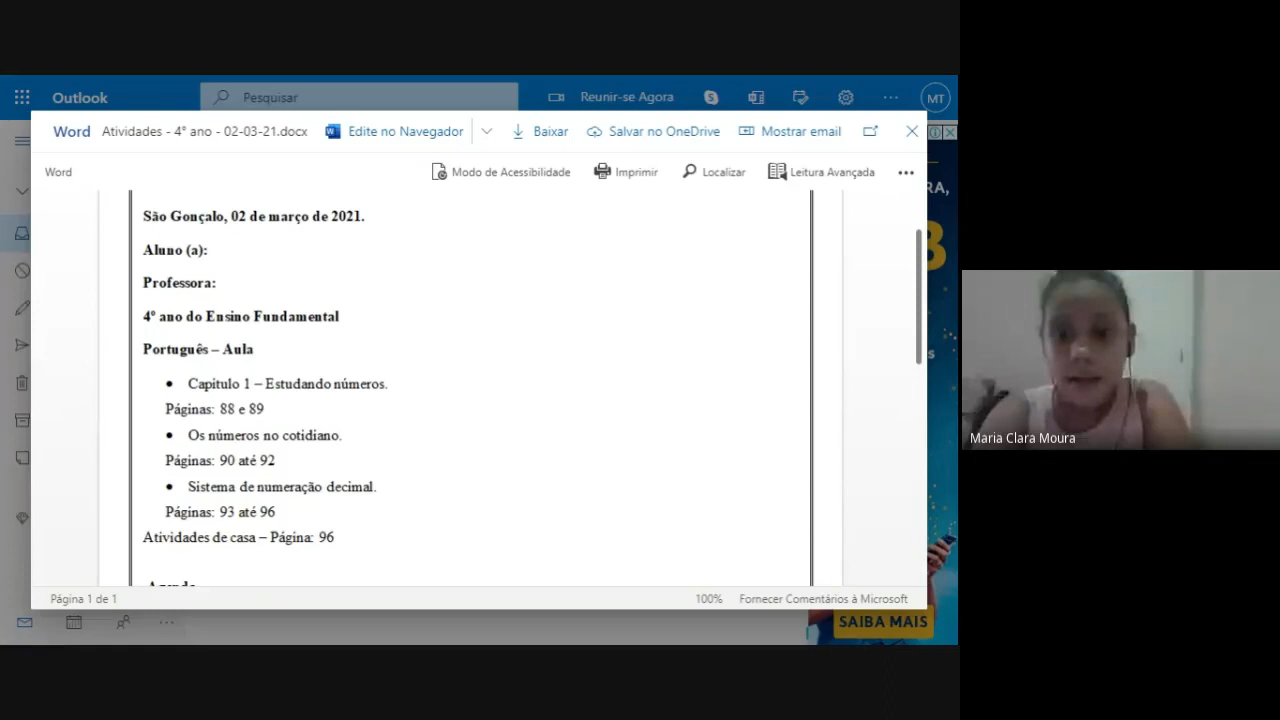 Outlook
Pesquisar
Reunir-se Agora
MT
Word
Atividades - 4° ano - 02-03-21.docx
Edite no Navegador
Baixar
Salvar no OneDrive
Mostrar email
Word
Modo de Acessibilidade
Imprimir
Localizar
Leitura Avançada
RA,
São Gonçalo, 02 de março de 2021.
Aluno (a):
Professora:
4º ano do Ensino Fundamental
Português – Aula
• Capitulo 1 – Estudando números.
Páginas: 88 e 89
• Os números no cotidiano.
Páginas: 90 até 92
• Sistema de numeração decimal.
Páginas: 93 até 96
Atividades de casa – Página: 96
Agenda
Página 1 de 1
100%
Fornecer Comentários à Microsoft
SAIBA MAIS
Maria Clara Moura